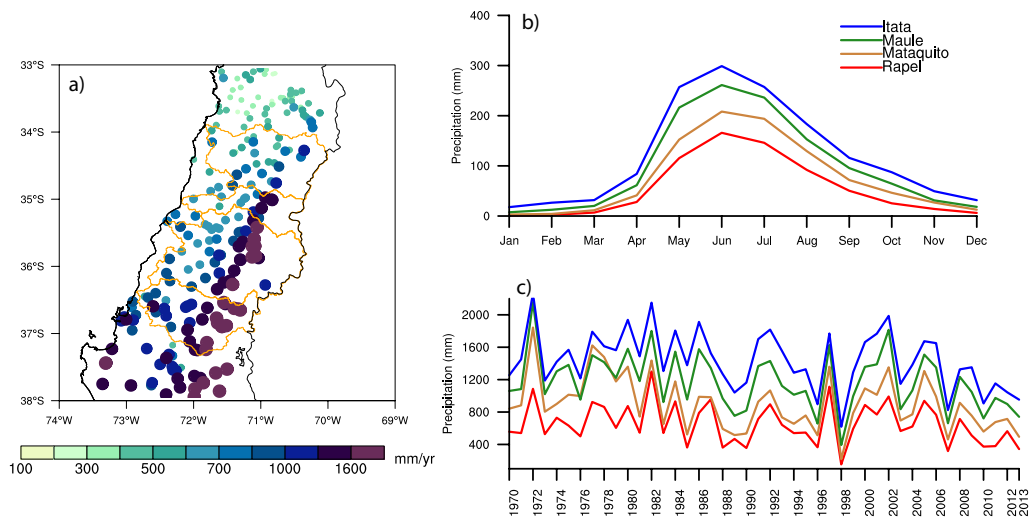 a)
33°S
34°S
35°S
36°S
37°S
38°S
74°W 73°W 72°W 71°W 70°W 69°W
100 300 500 700 1000 1600 mm/yr
b)
Itata
Maule
Mataquito
Rapel
Precipitation (mm)
400
300
200
100
0
Jan Feb Mar Apr May Jun Jul Aug Sep Oct Nov Dec
c)
Precipitation (mm)
2000
1600
1200
800
400
1970 1972 1974 1976 1978 1980 1982 1984 1986 1988 1990 1992 1994 1996 1998 2000 2002 2004 2006 2008 2010 2012 2013